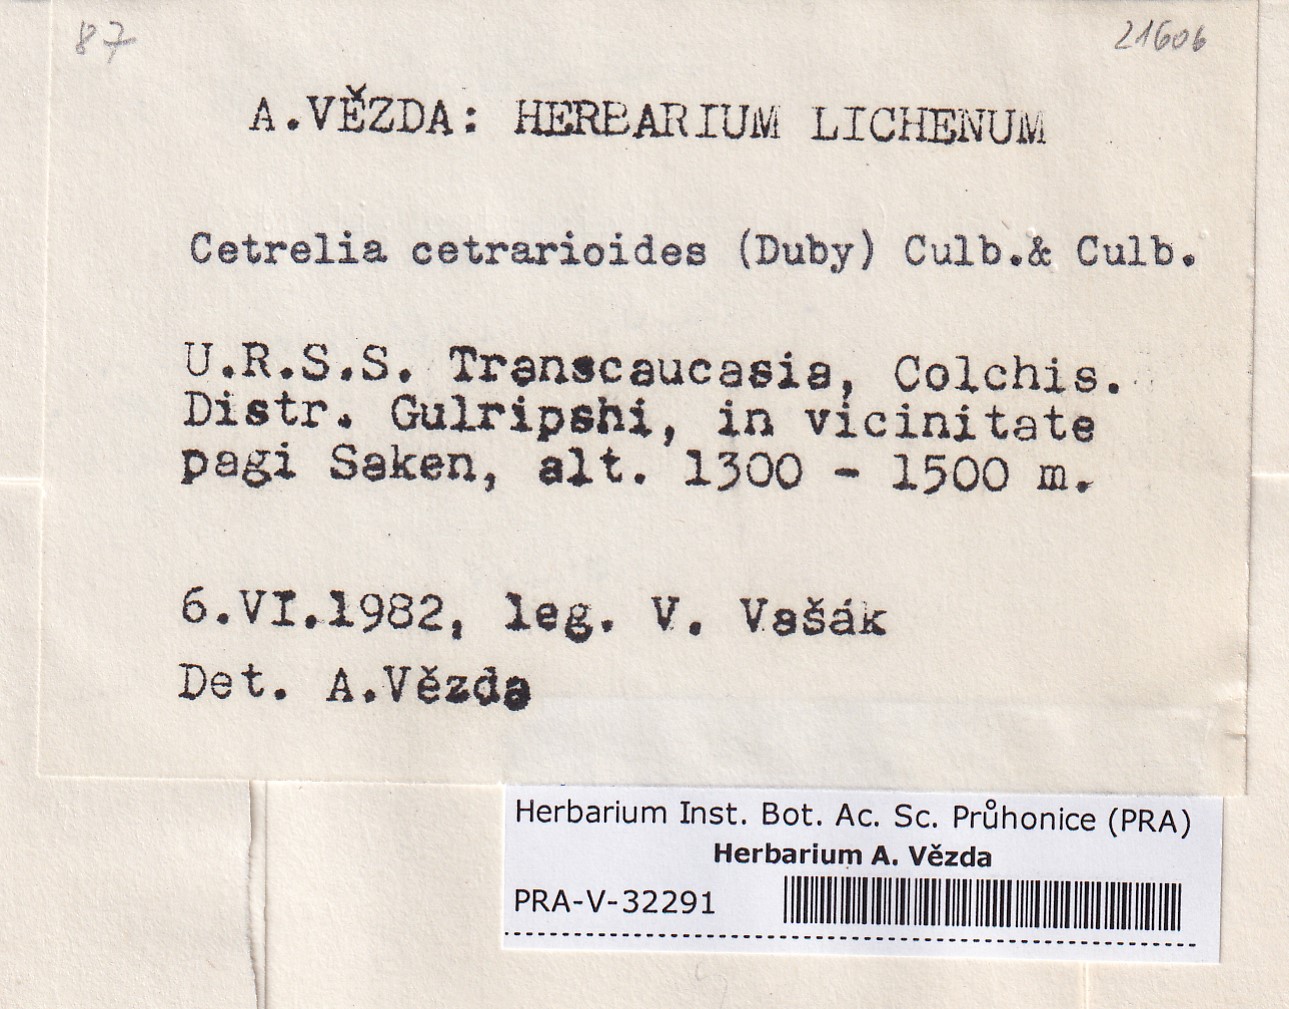 87
21606
A.VĚZDA: HERBARIUM LICHENUM
Cetrelia cetrarioides (Duby) Culb.& Culb.
U.R.S.S. Transcaucasia, Colchis.
Distr. Gulripshi, in vicinitate
pagi Saken, alt. 1300 - 1500 m.
6.VI.1982, leg. V. Vašák
Det. A.Vězda
Herbarium Inst. Bot. Ac. Sc. Průhonice (PRA)
Herbarium A. Vězda
PRA-V-32291